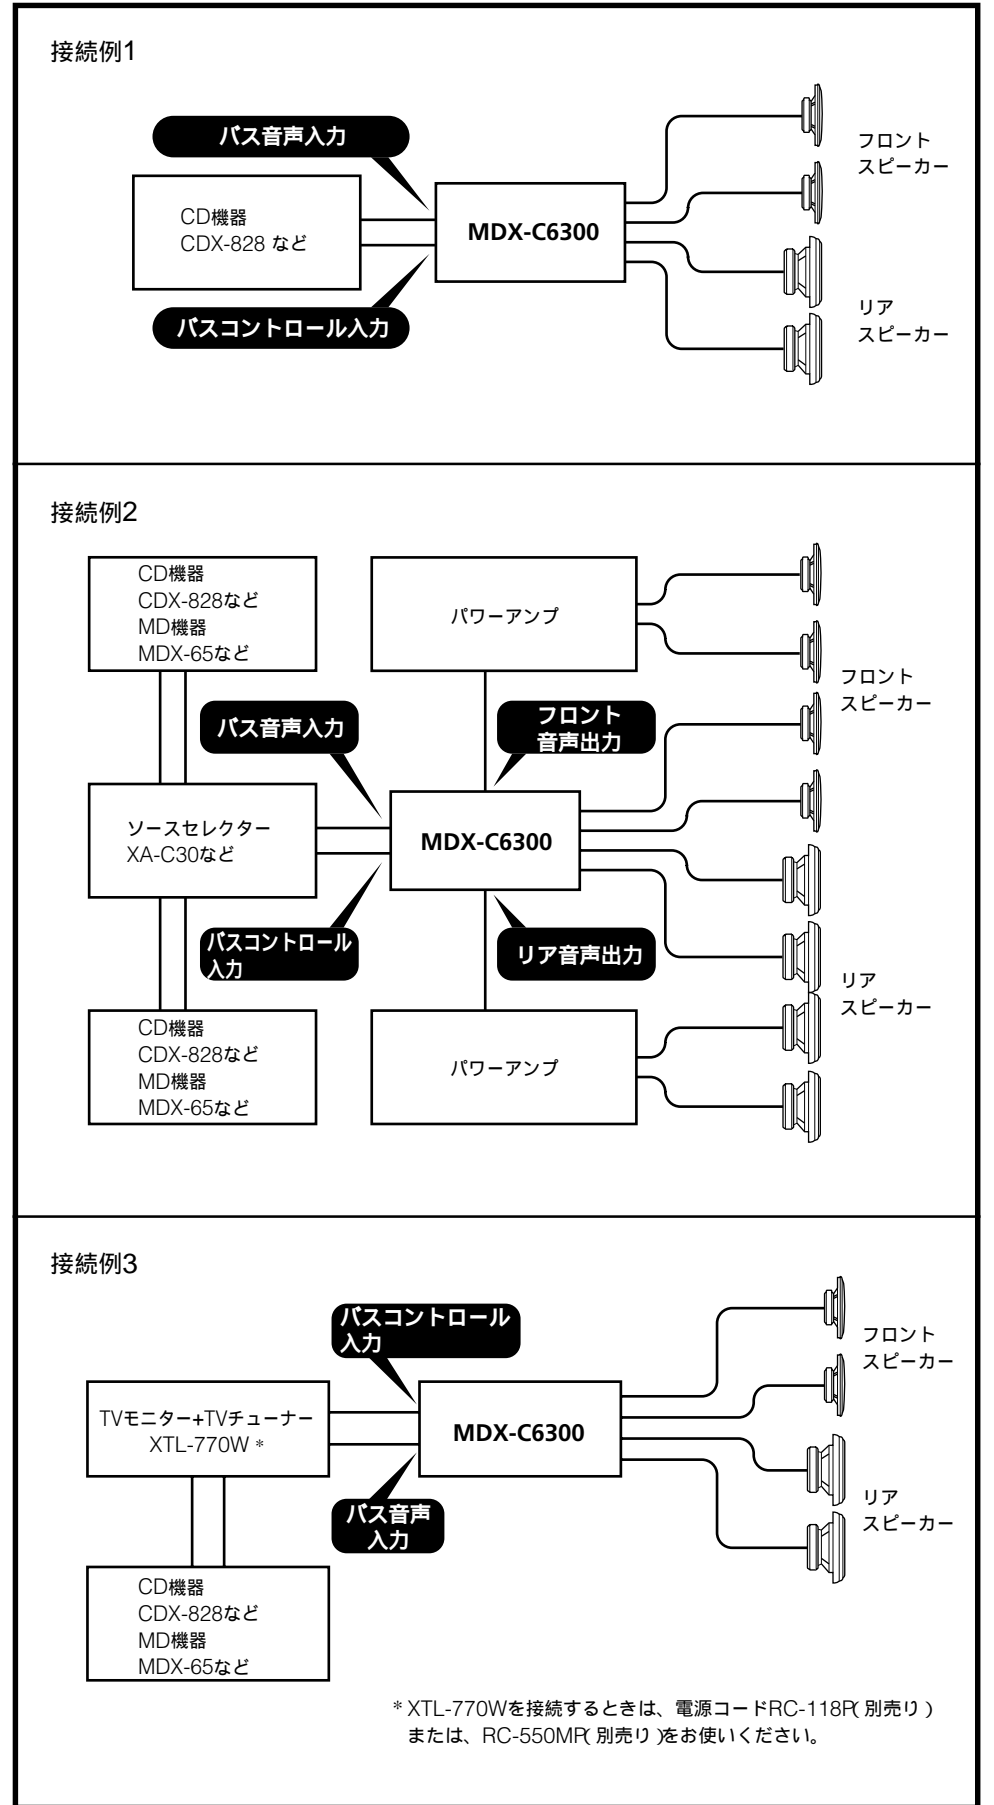 接続例1
バス音声入力
CD機器
CDX-828 など
MDX-C6300
バスコントロール入力
フロント
スピーカー
リア
スピーカー
接続例2
CD機器
CDX-828など
MD機器
MDX-65など
パワーアンプ
バス音声入力
フロント
音声出力
フロント
スピーカー
ソースセレクター
XA-C30など
MDX-C6300
バスコントロール
入力
リア音声出力
リア
スピーカー
CD機器
CDX-828など
MD機器
MDX-65など
パワーアンプ
接続例3
バスコントロール
入力
フロント
スピーカー
TVモニター+TVチューナー
XTL-770W *
MDX-C6300
バス音声
入力
リア
スピーカー
CD機器
CDX-828など
MD機器
MDX-65など
* XTL-770Wを接続するときは、電源コードRC-118P( 別売り )
または、RC-550MP( 別売り )をお使いください。